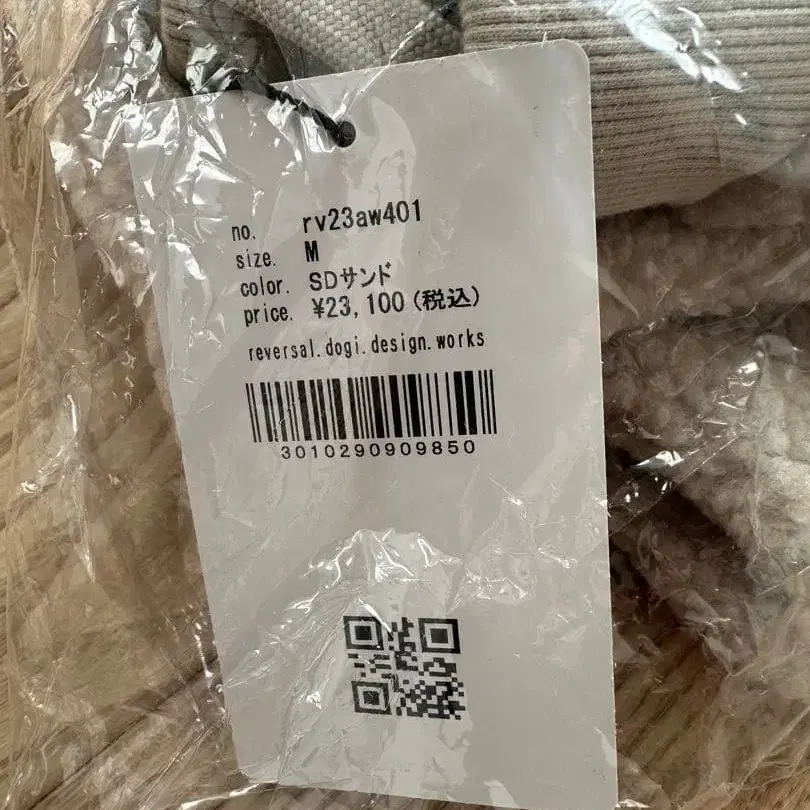 no. rv23aw401
size. M
color. SDサンド
price. ¥23,100(税込)
reversal.dogi.design.works
3010290909850